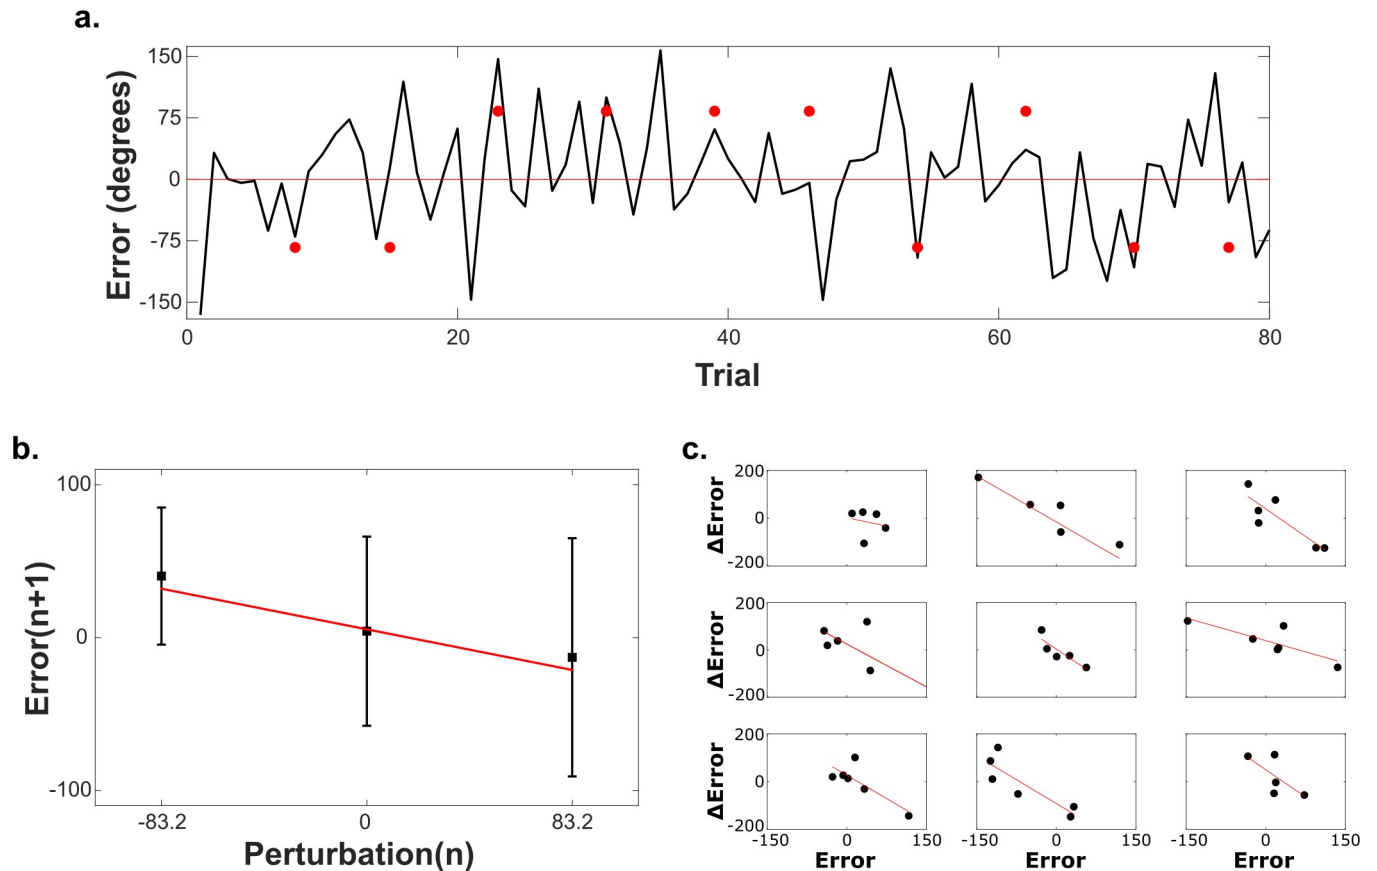 a.
Error (degrees)
150
75
0
-75
-150
0 20 40 60 80
Trial
b.
Error(n+1)
100
0
-100
-83.2 0 83.2
Perturbation(n)
c.
ΔError
200
0
-200
ΔError
200
0
-200
ΔError
200
0
-200
-150 0 150 -150 0 150 -150 0 150
Error Error Error